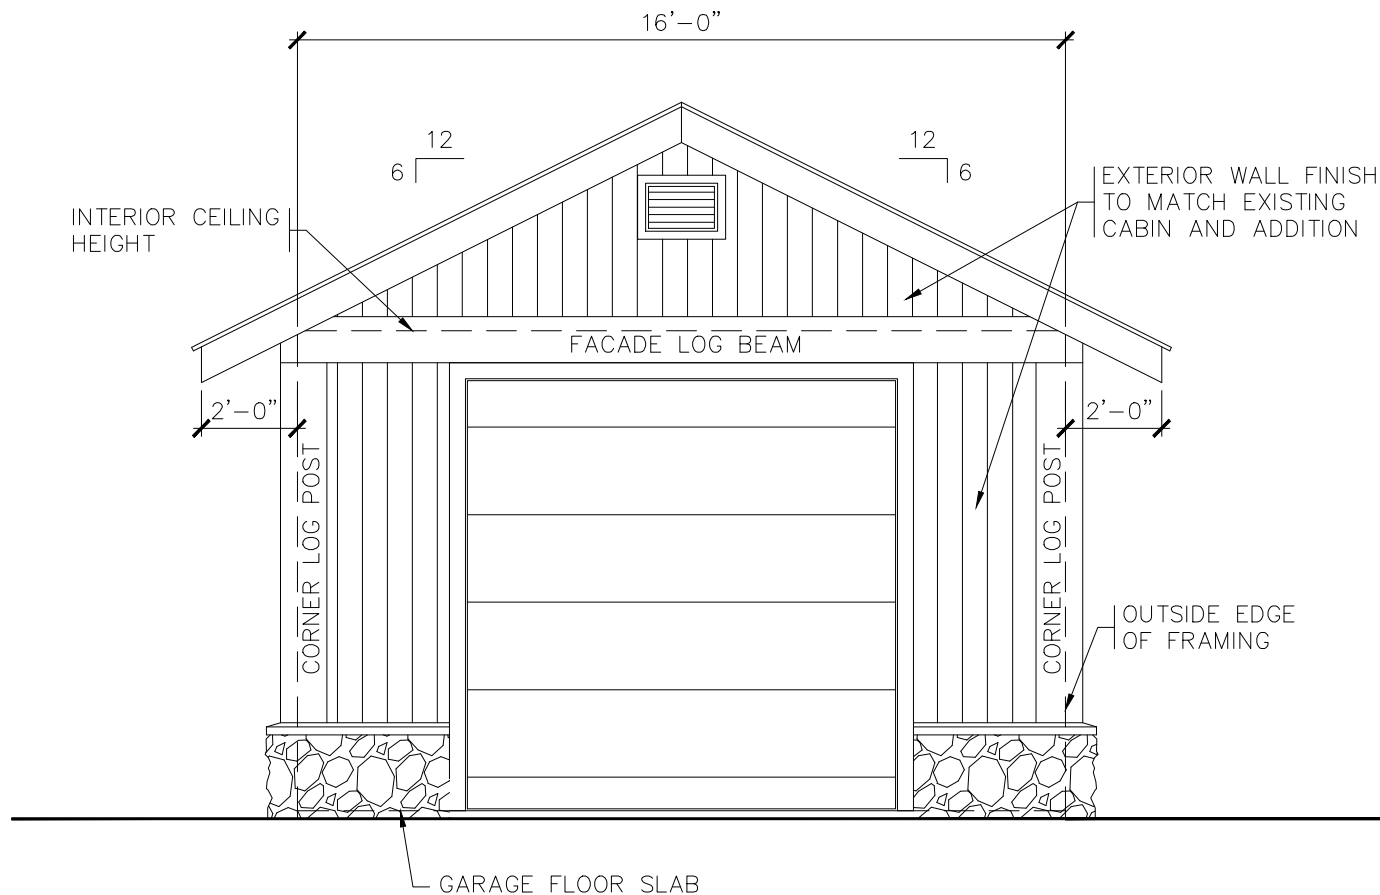 16'-0"
12
6
12
6
EXTERIOR WALL FINISH
TO MATCH EXISTING
CABIN AND ADDITION
INTERIOR CEILING
HEIGHT
FACADE LOG BEAM
2'-0"
2'-0"
CORNER LOG POST
CORNER LOG POST
OUTSIDE EDGE
OF FRAMING
GARAGE FLOOR SLAB